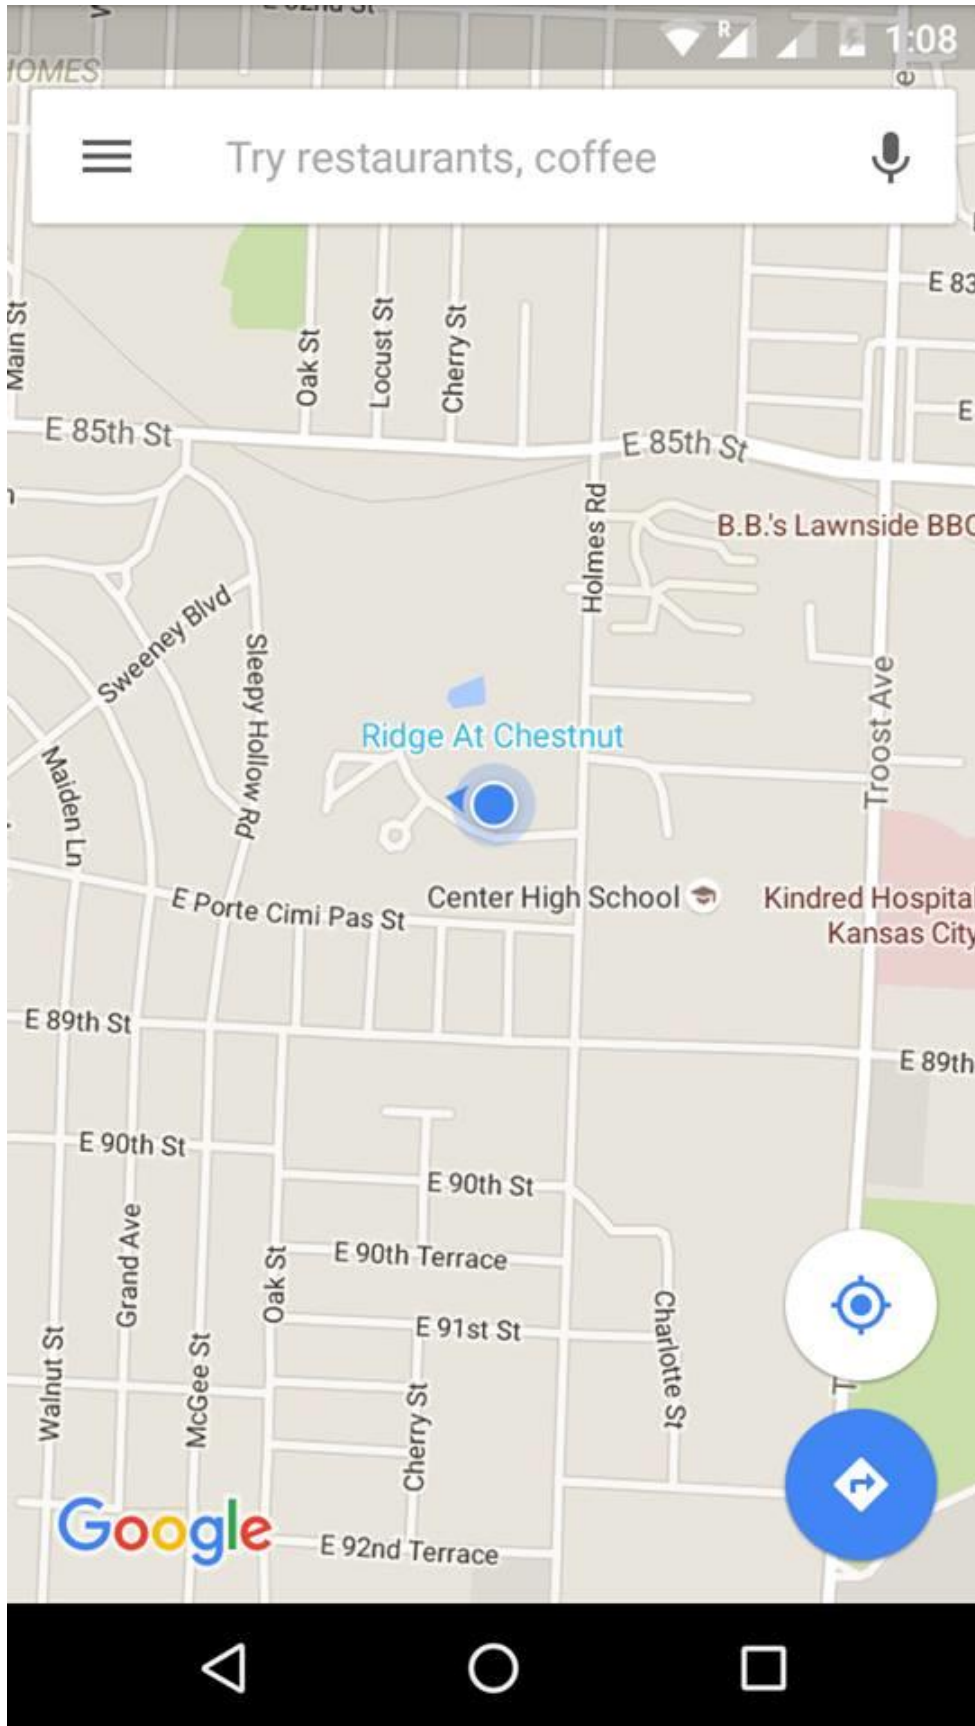 E 82nd St
R
1:08
HOMES
Try restaurants, coffee
E 83
Main St
Oak St
Locust St
Cherry St
E
E 85th St
E 85th St
Holmes Rd
B.B.'s Lawnside BBQ
Sweeney Blvd
Sleepy Hollow Rd
Troost Ave
Ridge At Chestnut
Maiden Ln
E Porte Cimi Pas St
Center High School
Kindred Hospital
Kansas City
E 89th St
E 89th
E 90th St
E 90th St
Grand Ave
Oak St
E 90th Terrace
E 91st St
Charlotte St
Walnut St
McGee St
Cherry St
T
Google
E 92nd Terrace